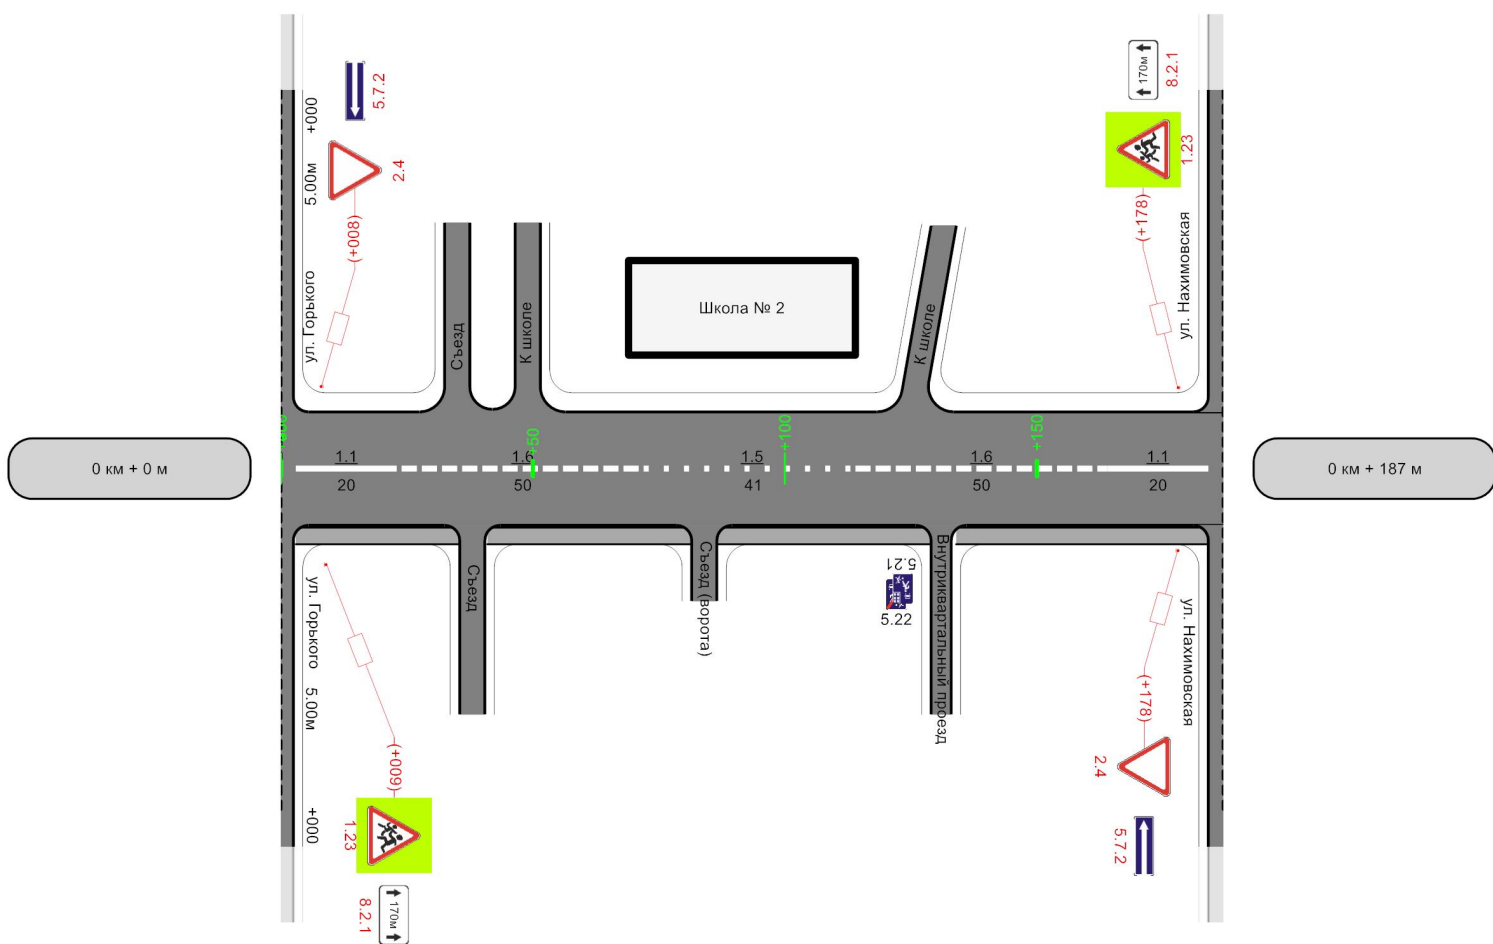 5.7.2
2.4
(+008)
+000
5.00м
ул. Горького
170м
8.2.1
1.23
(+178)
ул. Нахимовская
Съезд
К школе
Школа № 2
К школе
+50
+100
+150
0 км + 0 м
1.1
1.6
1.5
1.6
1.1
0 км + 187 м
20
50
41
50
20
Съезд
Съезд (ворота)
5.21
5.22
Внутриквартальный проезд
ул. Горького
5.00м
+000
(+009)
1.23
8.2.1
170м
ул. Нахимовская
(+178)
2.4
5.7.2